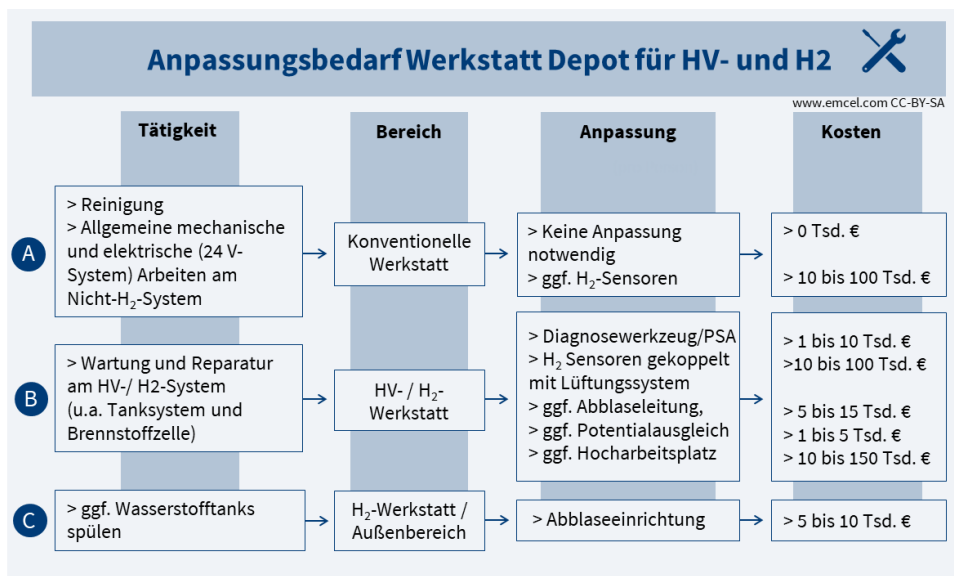 Anpassungsbedarf Werkstatt Depot für HV- und H2
www.emcel.com CC-BY-SA
Tätigkeit
Bereich
Anpassung
Kosten
A
> Reinigung
> Allgemeine mechanische
und elektrische (24 V-
System) Arbeiten am
Nicht-H₂-System
Konventionelle
Werkstatt
> Keine Anpassung
notwendig
> ggf. H₂-Sensoren
> 0 Tsd. €
> 10 bis 100 Tsd. €
B
> Wartung und Reparatur
am HV-/ H2-System
(u.a. Tanksystem und
Brennstoffzelle)
HV- / H₂-
Werkstatt
> Diagnosewerkzeug/PSA
> H₂ Sensoren gekoppelt
mit Lüftungssystem
> ggf. Abblaseleitung,
> ggf. Potentialausgleich
> ggf. Hocharbeitsplatz
> 1 bis 10 Tsd. €
>10 bis 100 Tsd. €
> 5 bis 15 Tsd. €
> 1 bis 5 Tsd. €
> 10 bis 150 Tsd. €
C
> ggf. Wasserstofftanks
spülen
H₂-Werkstatt /
Außenbereich
> Abblaseeinrichtung
> 5 bis 10 Tsd. €